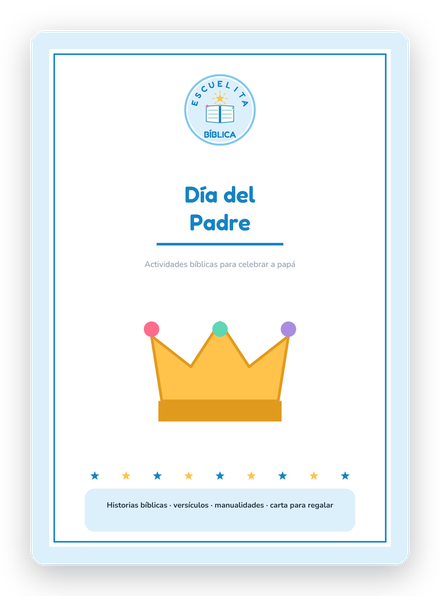 ESCUELITA
BÍBLICA
Día del
Padre
Actividades bíblicas para celebrar a papá
Historias bíblicas · versículos · manualidades · carta para regalar